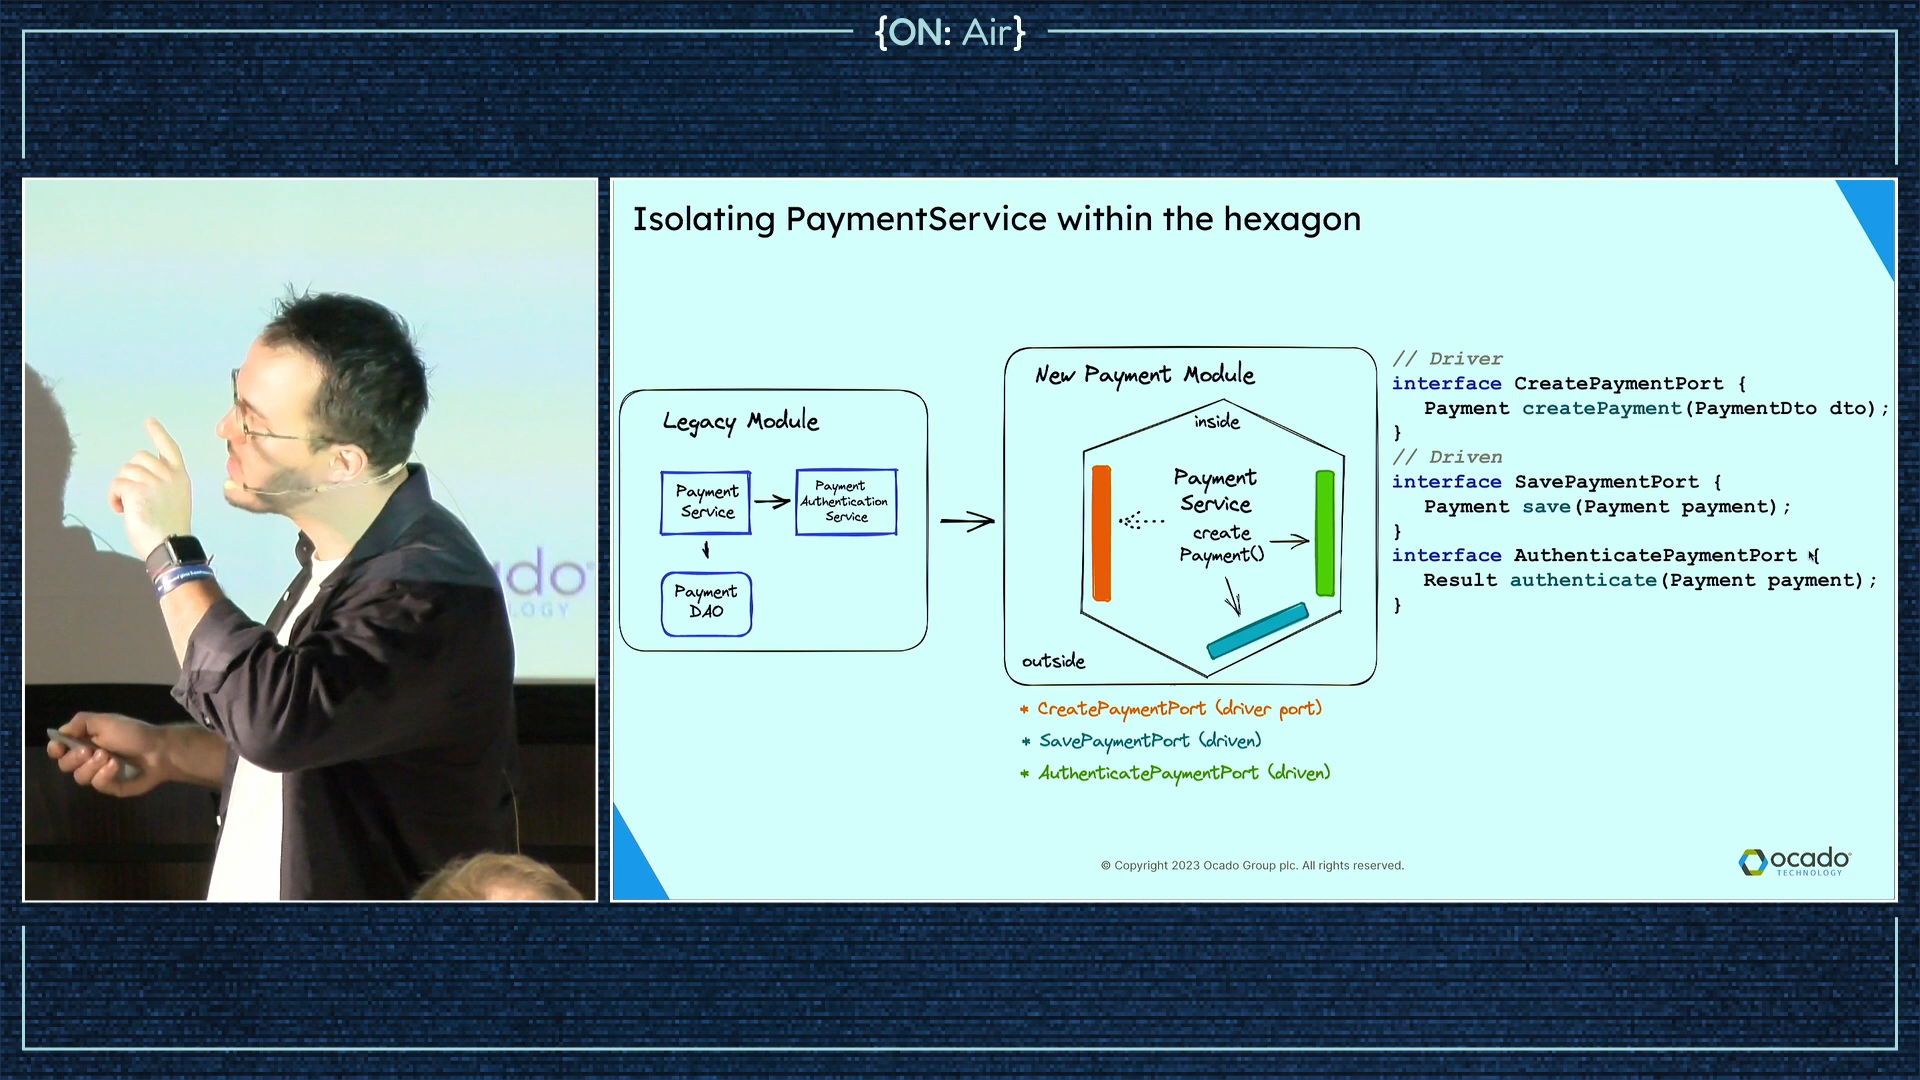 {ON: Air}
Isolating PaymentService within the hexagon
Legacy Module
Payment
Service
Payment
Authentication
Service
Payment
DAO
New Payment Module
inside
Payment
Service
create
Payment()
outside
* CreatePaymentPort (driver port)
* SavePaymentPort (driven)
* AuthenticatePaymentPort (driven)
// Driver
interface CreatePaymentPort {
Payment createPayment(PaymentDto dto);
}
// Driven
interface SavePaymentPort {
Payment save(Payment payment);
}
interface AuthenticatePaymentPort {
Result authenticate(Payment payment);
}
© Copyright 2023 Ocado Group plc. All rights reserved.
ocado
TECHNOLOGY